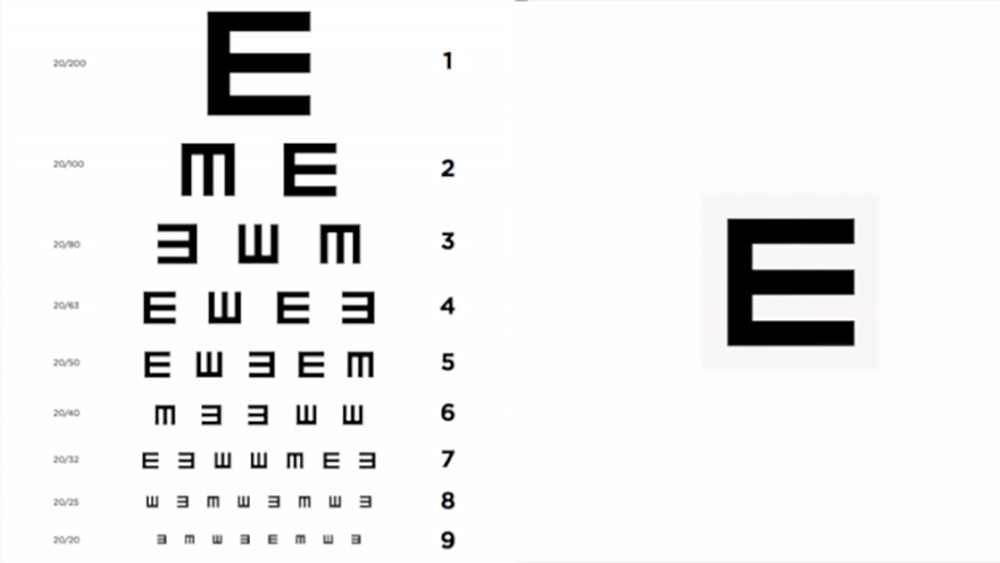 20/200 E 1
20/100 m E 2
20/80 Ǝ Ш m 3
20/63 E Ш E Ǝ 4
20/50 E Ш Ǝ E m 5
20/40 m Ǝ Ǝ Ш Ш 6
20/32 E Ǝ Ш Ш m E Ǝ 7
20/25 Ш Ǝ m Ш Ǝ m Ш Ǝ 8
20/20 Ǝ m Ш Ǝ E m Ш Ǝ 9
E